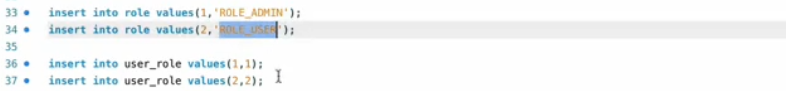 33 insert into role values(1,'ROLE_ADMIN');
34 insert into role values(2,'ROLE_USER');
35
36 insert into user_role values(1,1);
37 insert into user_role values(2,2);